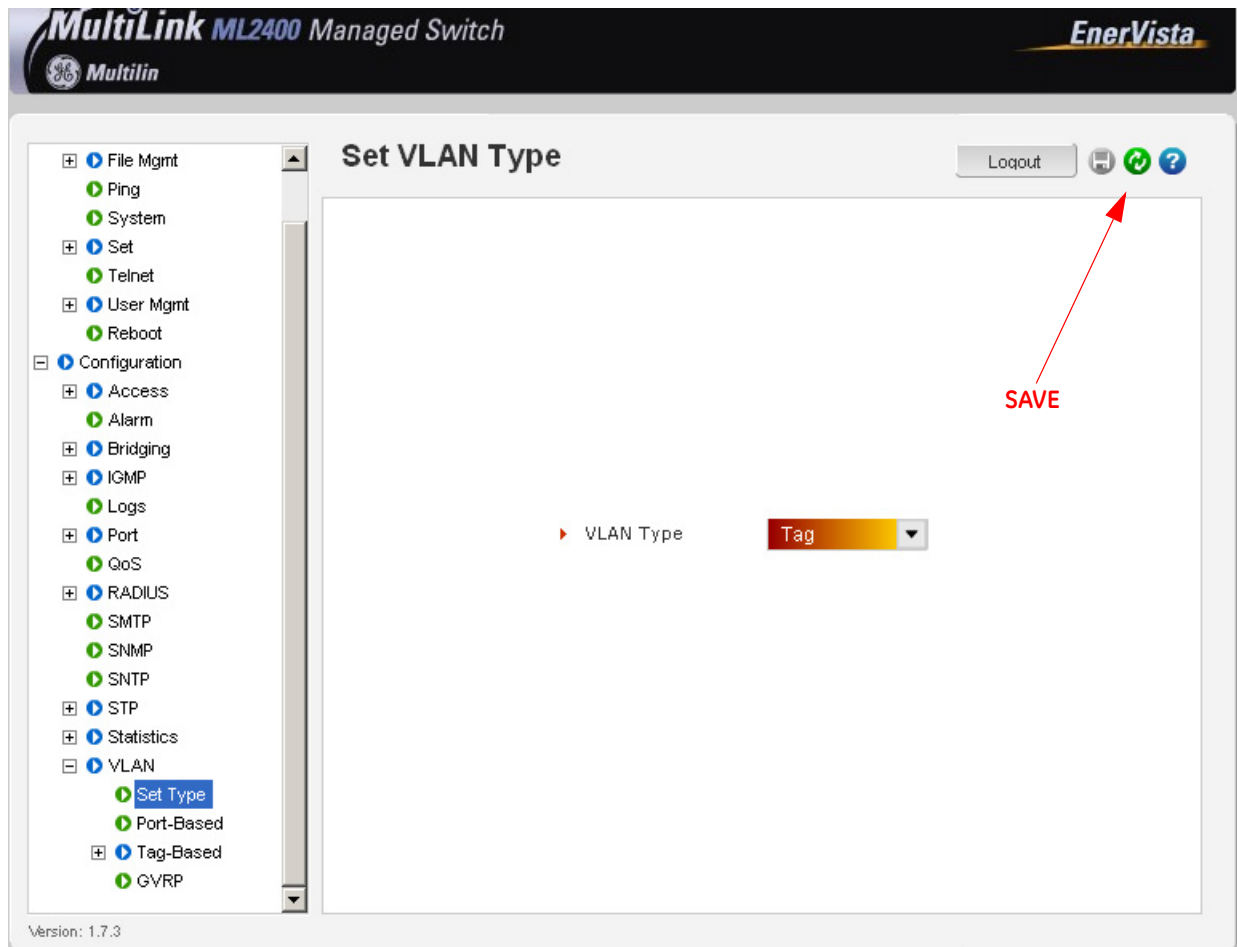 MultiLink ML2400 Managed Switch
EnerVista
Multilin
File Mgmt
Ping
System
Set
Telnet
User Mgmt
Reboot
Configuration
Access
Alarm
Bridging
IGMP
Logs
Port
QoS
RADIUS
SMTP
SNMP
SNTP
STP
Statistics
VLAN
Set Type
Port-Based
Tag-Based
GVRP
Version: 1.7.3
Set VLAN Type
Logout
?
SAVE
VLAN Type
Tag